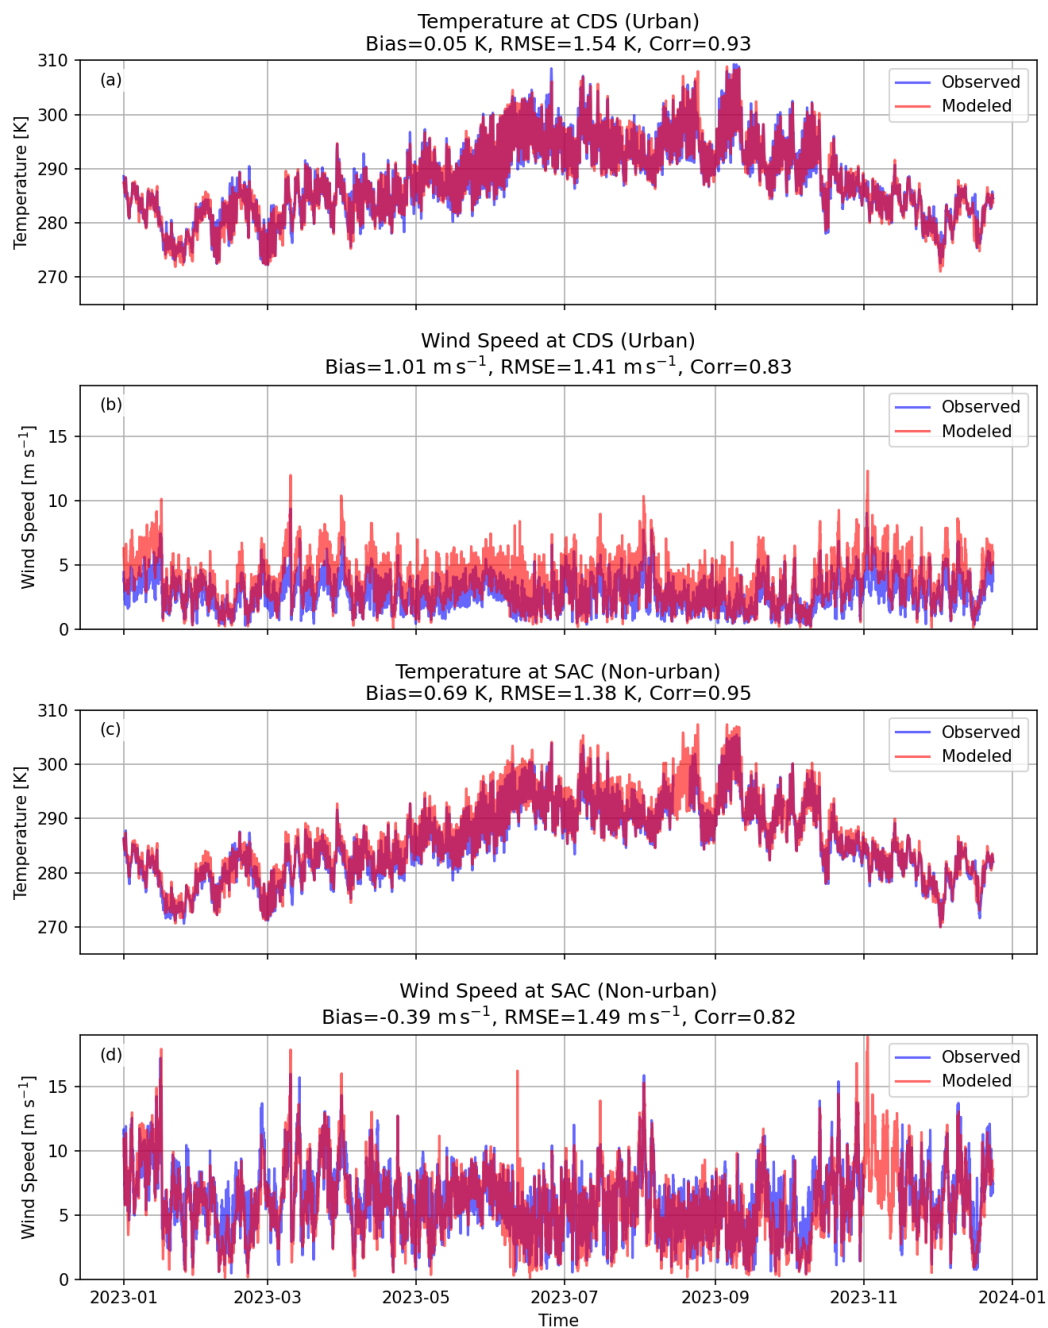 Temperature at CDS (Urban)
Bias=0.05 K, RMSE=1.54 K, Corr=0.93
(a)
Observed
Modeled
Temperature [K]
310
300
290
280
270
Wind Speed at CDS (Urban)
Bias=1.01 m s⁻¹, RMSE=1.41 m s⁻¹, Corr=0.83
(b)
Observed
Modeled
Wind Speed [m s⁻¹]
15
10
5
0
Temperature at SAC (Non-urban)
Bias=0.69 K, RMSE=1.38 K, Corr=0.95
(c)
Observed
Modeled
Temperature [K]
310
300
290
280
270
Wind Speed at SAC (Non-urban)
Bias=-0.39 m s⁻¹, RMSE=1.49 m s⁻¹, Corr=0.82
(d)
Observed
Modeled
Wind Speed [m s⁻¹]
15
10
5
0
2023-01 2023-03 2023-05 2023-07 2023-09 2023-11 2024-01
Time